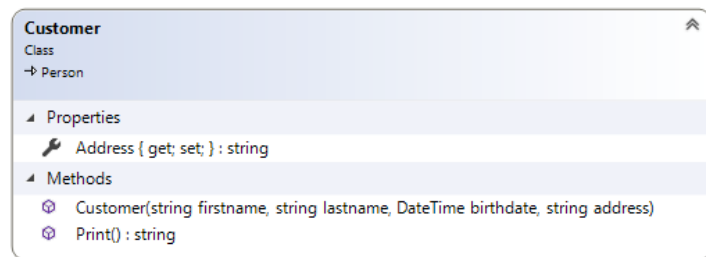 Customer
Class
Person
Properties
Address { get; set; } : string
Methods
Customer(string firstname, string lastname, DateTime birthdate, string address)
Print() : string